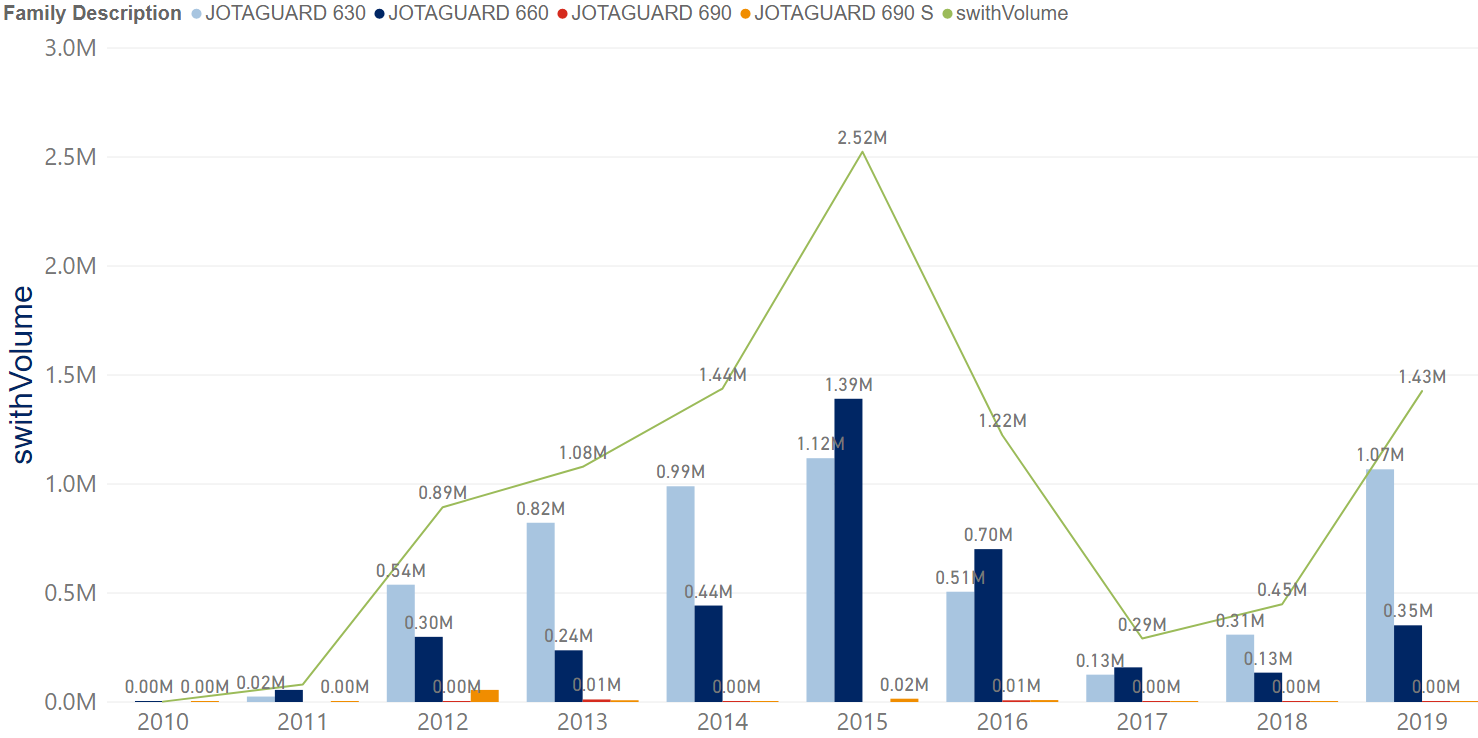 Family Description JOTAGUARD 630 JOTAGUARD 660 JOTAGUARD 690 JOTAGUARD 690 S swithVolume
3.0M
2.5M
2.0M
1.5M
1.0M
0.5M
0.0M
swithVolume
2.52M
1.44M
1.39M
1.43M
1.22M
1.12M
1.08M
1.07M
0.99M
0.89M
0.82M
0.70M
0.54M
0.51M
0.44M
0.45M
0.30M
0.24M
0.29M
0.31M
0.35M
0.13M
0.13M
0.00M
0.00M
0.02M
0.00M
0.00M
0.01M
0.00M
0.02M
0.01M
0.00M
0.00M
0.00M
2010 2011 2012 2013 2014 2015 2016 2017 2018 2019